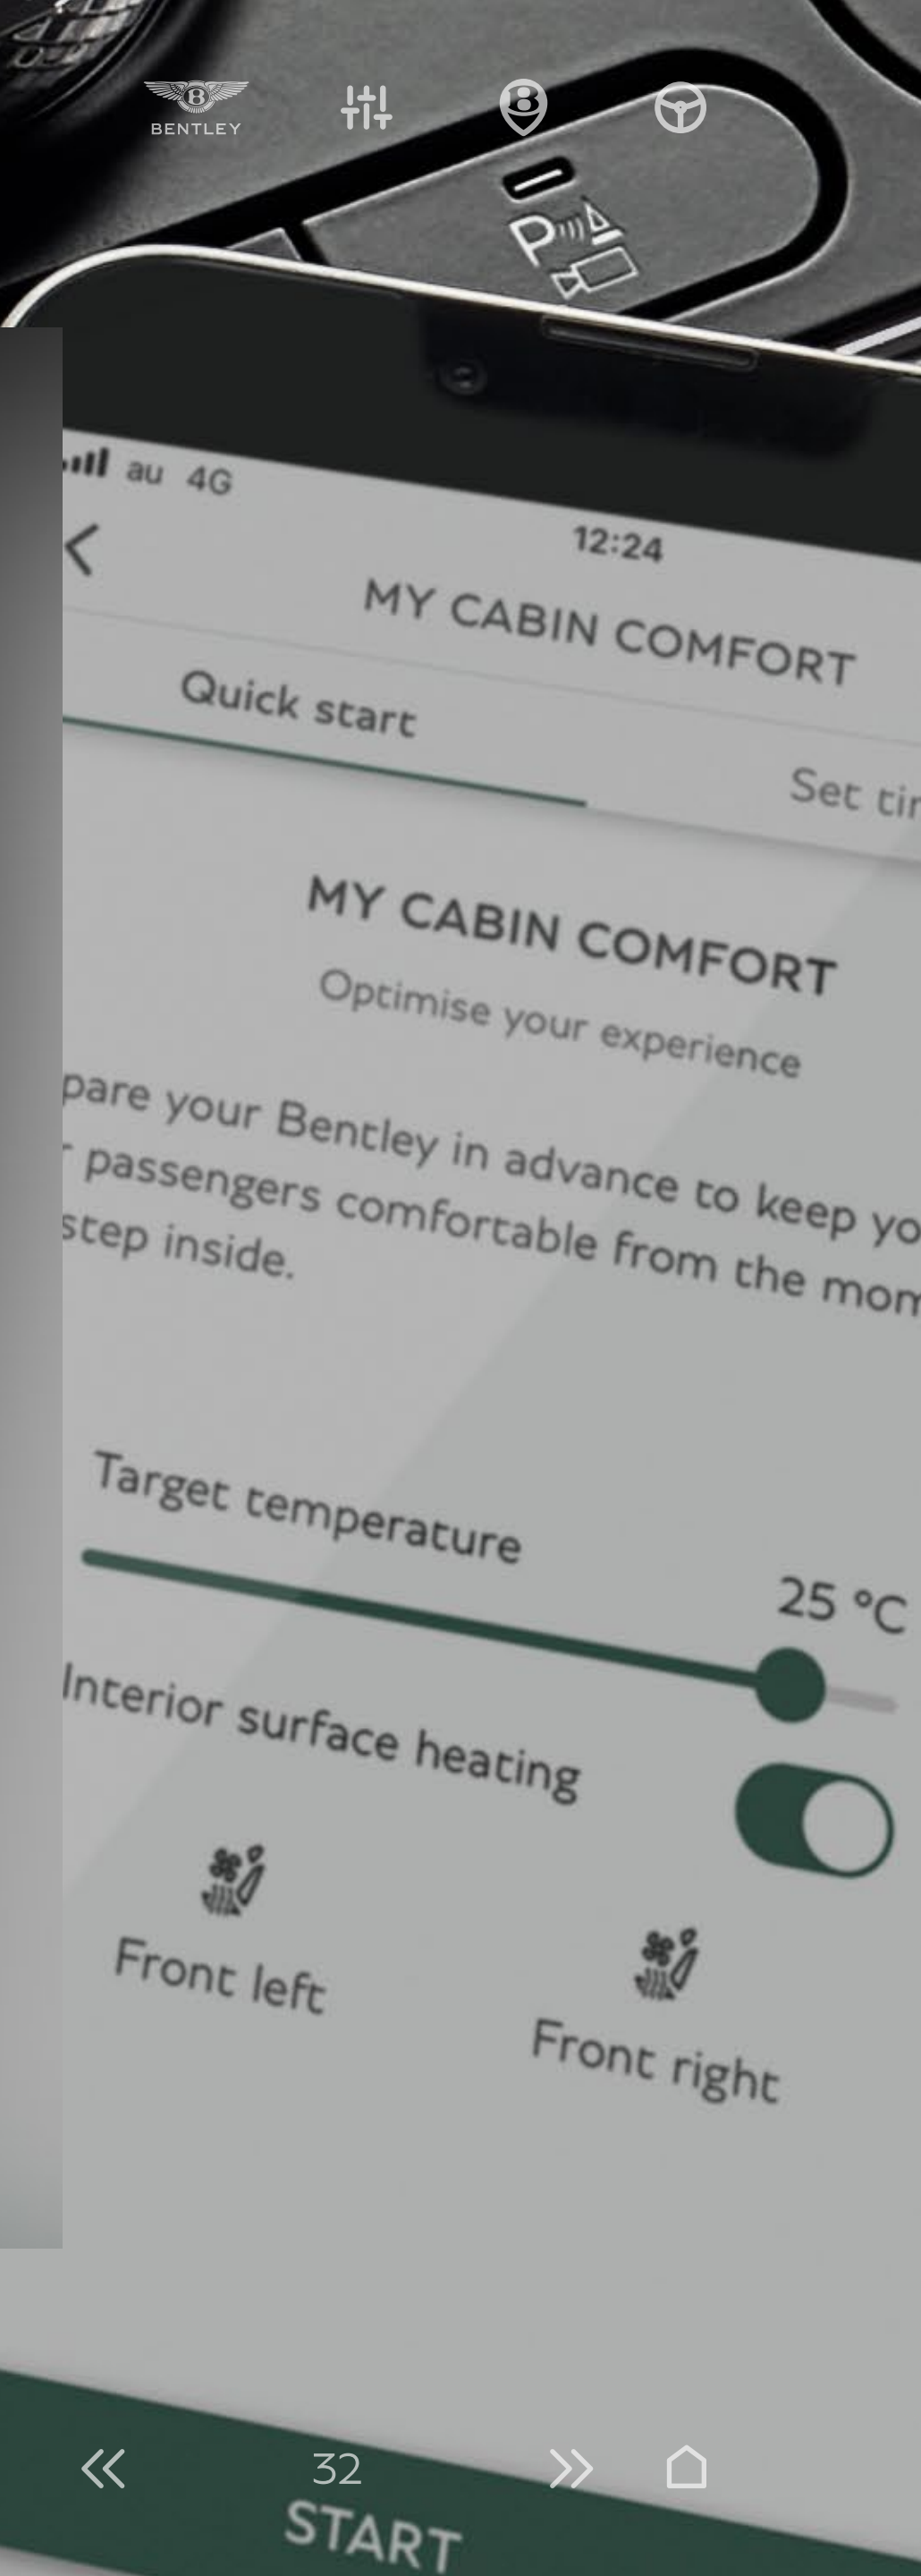 BENTLEY
P
au 4G
12:24
MY CABIN COMFORT
Quick start
Set tir
MY CABIN COMFORT
Optimise your experience
pare your Bentley in advance to keep yo
passengers comfortable from the mom
step inside.
Target temperature
25 °C
Interior surface heating
Front left
Front right
32
START